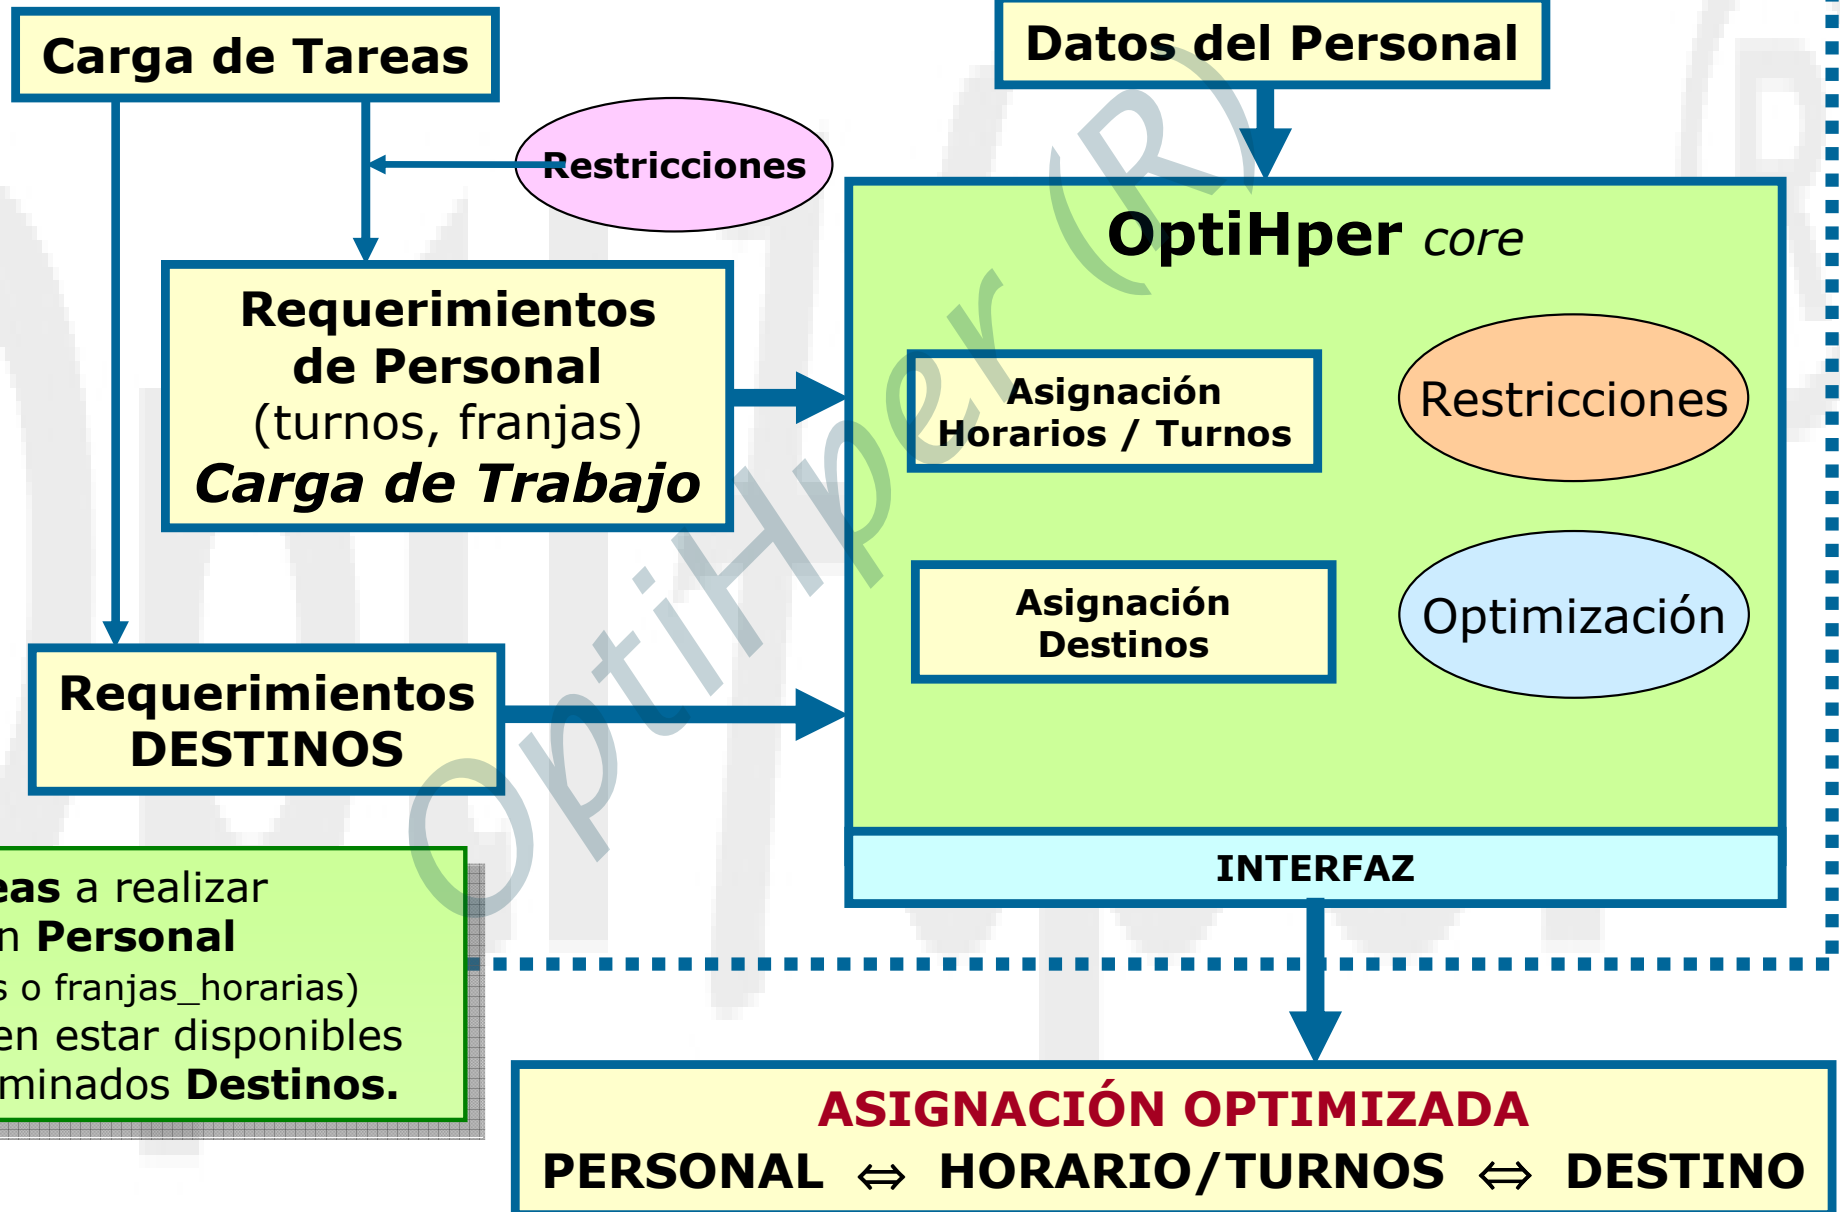 Carga de Tareas
Datos del Personal
Restricciones
OptiHper core
Requerimientos
de Personal
(turnos, franjas)
Carga de Trabajo
Asignación
Horarios / Turnos
Restricciones
Asignación
Destinos
Optimización
Requerimientos
DESTINOS
INTERFAZ
eas a realizar
n Personal
s o franjas_horarias)
en estar disponibles
minados Destinos.
ASIGNACIÓN OPTIMIZADA
PERSONAL ⇔ HORARIO/TURNOS ⇔ DESTINO
OptiHper (R)